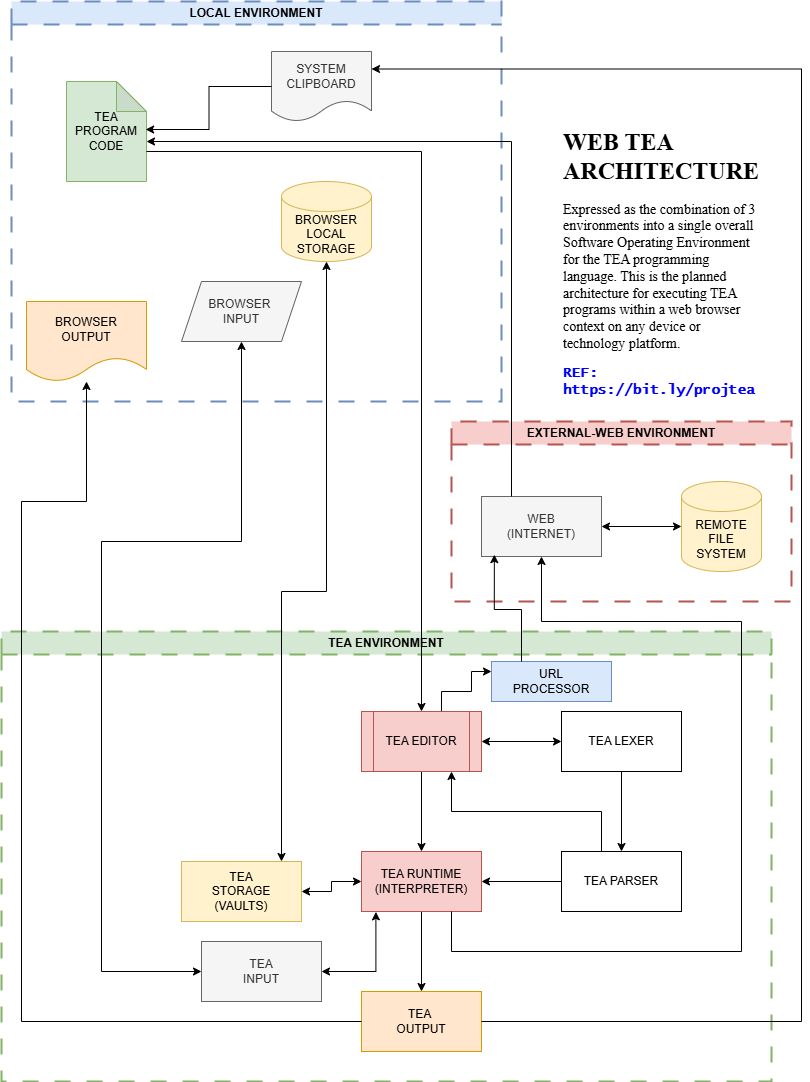 LOCAL ENVIRONMENT
SYSTEM
CLIPBOARD
TEA
PROGRAM
CODE
WEB TEA
ARCHITECTURE
Expressed as the combination of 3
environments into a single overall
Software Operating Environment
for the TEA programming
language. This is the planned
architecture for executing TEA
programs within a web browser
context on any device or
technology platform.
REF:
https://bit.ly/projtea
BROWSER
LOCAL
STORAGE
BROWSER
INPUT
BROWSER
OUTPUT
EXTERNAL-WEB ENVIRONMENT
WEB
(INTERNET)
REMOTE
FILE
SYSTEM
TEA ENVIRONMENT
URL
PROCESSOR
TEA EDITOR
TEA LEXER
TEA
STORAGE
(VAULTS)
TEA RUNTIME
(INTERPRETER)
TEA PARSER
TEA
INPUT
TEA
OUTPUT